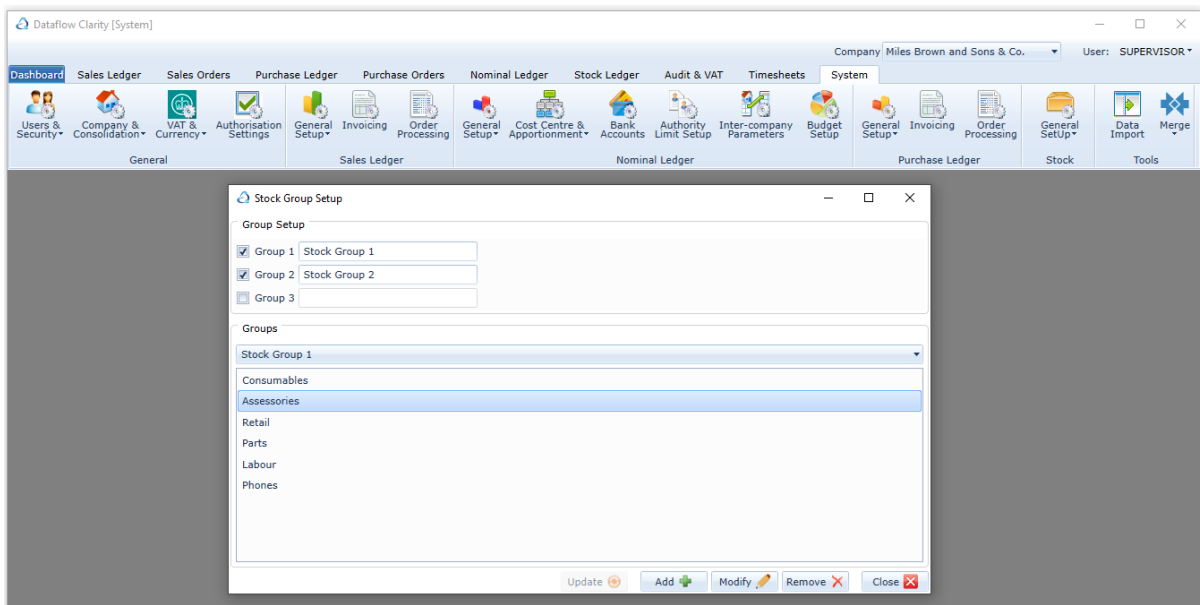 Dataflow Clarity [System]
Company Miles Brown and Sons & Co. User: SUPERVISOR
Dashboard Sales Ledger Sales Orders Purchase Ledger Purchase Orders Nominal Ledger Stock Ledger Audit & VAT Timesheets System
Users & Security Company & Consolidation VAT & Currency Authorisation Settings General Setup Invoicing Order Processing General Setup Cost Centre & Apportionment Bank Accounts Authority Limit Setup Inter-company Parameters Budget Setup General Setup Invoicing Order Processing General SetUp Data Import Merge
General Sales Ledger Nominal Ledger Purchase Ledger Stock Tools
Stock Group Setup
Group Setup
Group 1 Stock Group 1
Group 2 Stock Group 2
Group 3
Groups
Stock Group 1
Consumables
Assessories
Retail
Parts
Labour
Phones
Update Add Modify Remove Close